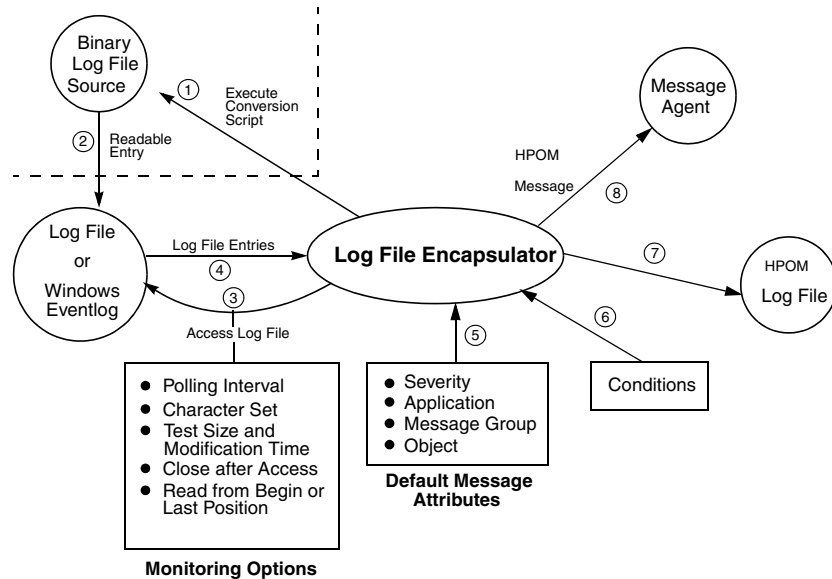 Binary
Log File
Source
1
Execute
Conversion
Script
2
Readable
Entry
Message
Agent
HPOM
Message
8
Log File
or
Windows
Eventlog
Log File Entries
4
3
Access Log File
Log File Encapsulator
7
HPOM
Log File
5
6
Conditions
● Polling Interval
● Character Set
● Test Size and
Modification Time
● Close after Access
● Read from Begin or
Last Position
Monitoring Options
● Severity
● Application
● Message Group
● Object
Default Message
Attributes